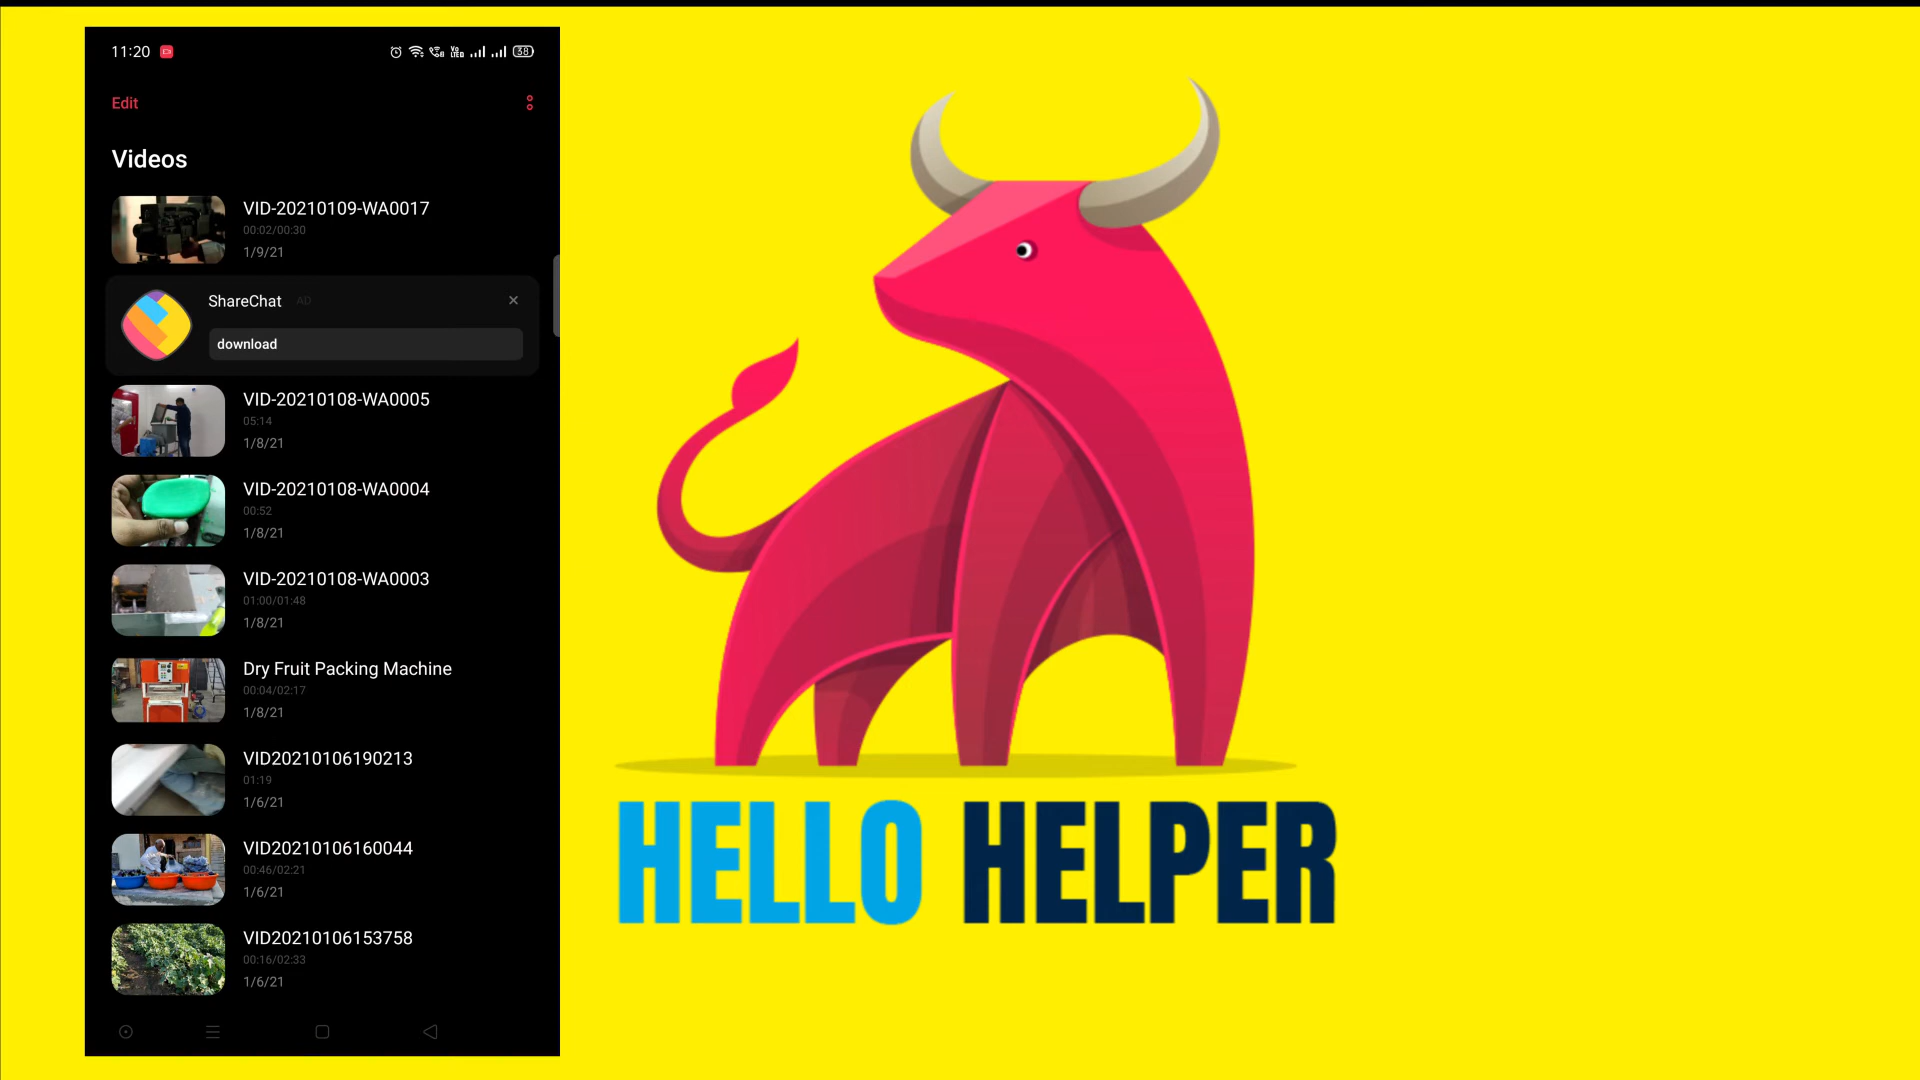 11:20
38
Edit
Videos
VID-20210109-WA0017
00:02/00:30
1/9/21
ShareChat AD
download
VID-20210108-WA0005
05:14
1/8/21
VID-20210108-WA0004
00:52
1/8/21
VID-20210108-WA0003
01:00/01:48
1/8/21
Dry Fruit Packing Machine
00:04/02:17
1/8/21
VID20210106190213
01:19
1/6/21
VID20210106160044
00:46/02:21
1/6/21
VID20210106153758
00:16/02:33
1/6/21
HELLO HELPER